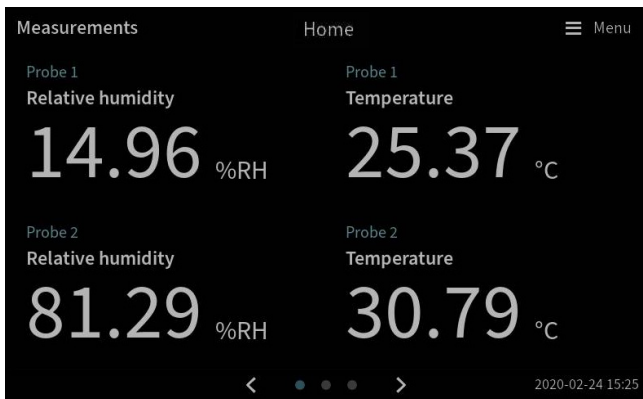 Measurements Home Menu
Probe 1 Probe 1
Relative humidity Temperature
14.96 %RH 25.37 °C
Probe 2 Probe 2
Relative humidity Temperature
81.29 %RH 30.79 °C
2020-02-24 15:25